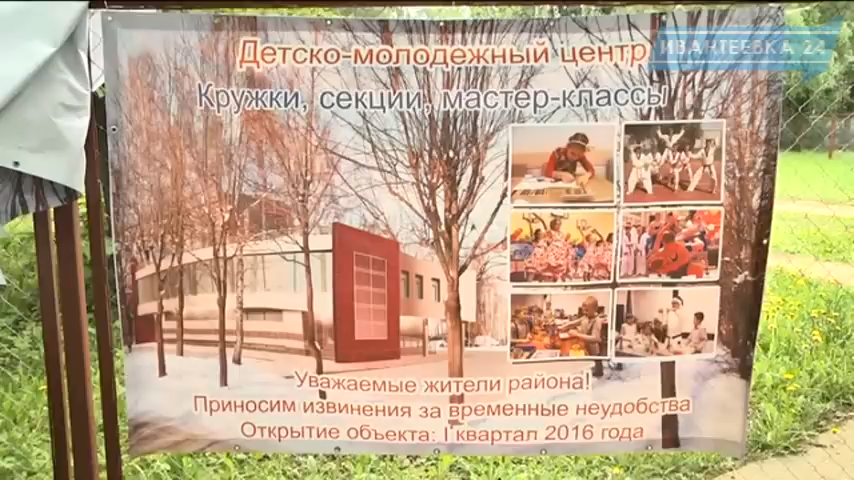 ИВАНТЕЕВКА 24
Детско-молодежный центр
Кружки, секции, мастер-классы
Уважаемые жители района!
Приносим извинения за временные неудобства
Открытие объекта: I квартал 2016 года